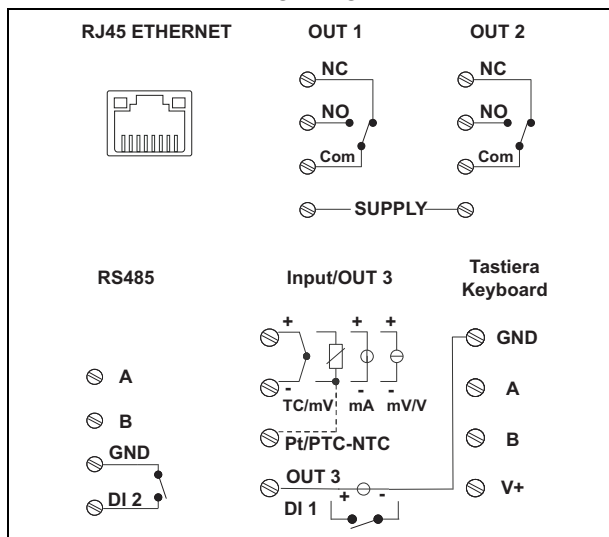 RJ45 ETHERNET
OUT 1
OUT 2
NC
NC
NO
NO
Com
Com
SUPPLY
RS485
Input/OUT 3
Tastiera
Keyboard
+ + +
GND
A
- - -
TC/mV mA mV/V
A
B
Pt/PTC-NTC
B
GND
OUT 3
+ -
V+
DI 2
DI 1